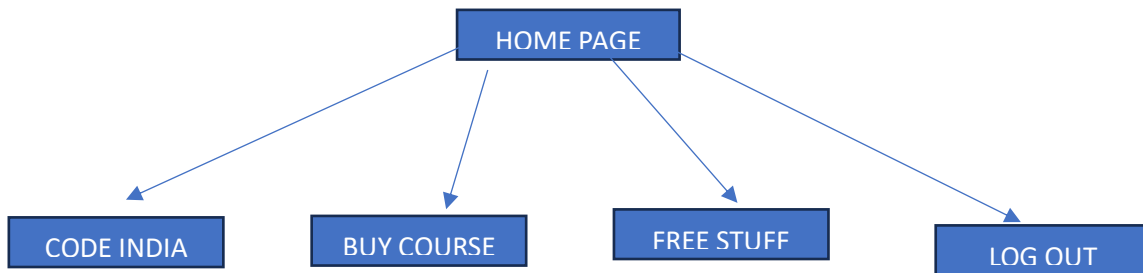 HOME PAGE
CODE INDIA
BUY COURSE
FREE STUFF
LOG OUT